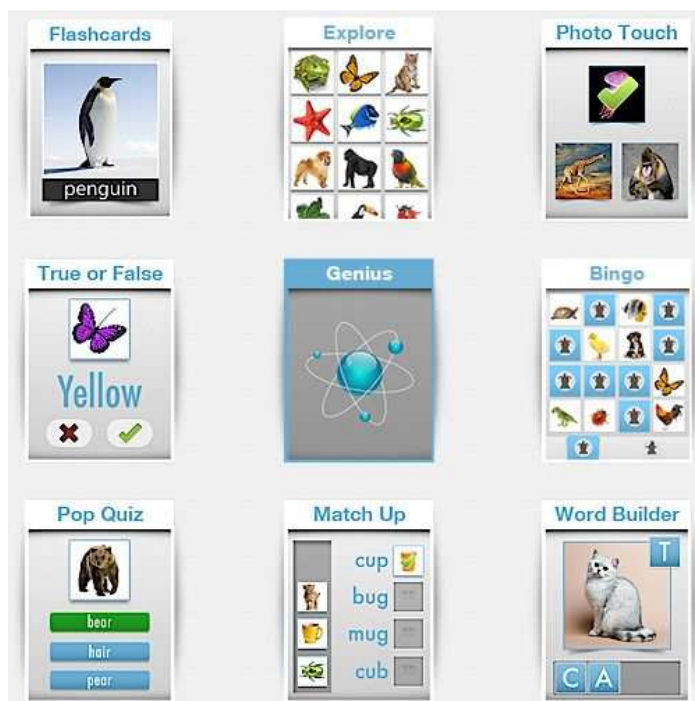 Flashcards
Explore
Photo Touch
penguin
True or False
Genius
Bingo
Yellow
Pop Quiz
Match Up
Word Builder
bear
hair
pear
cup
bug
mug
cub
T
C A